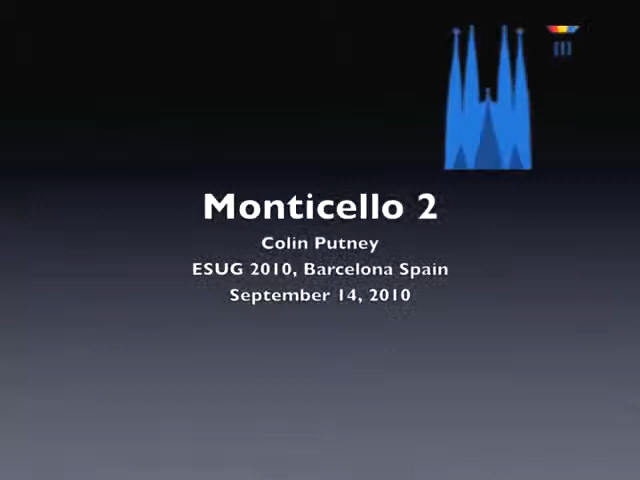 Monticello 2
Colin Putney
ESUG 2010, Barcelona Spain
September 14, 2010